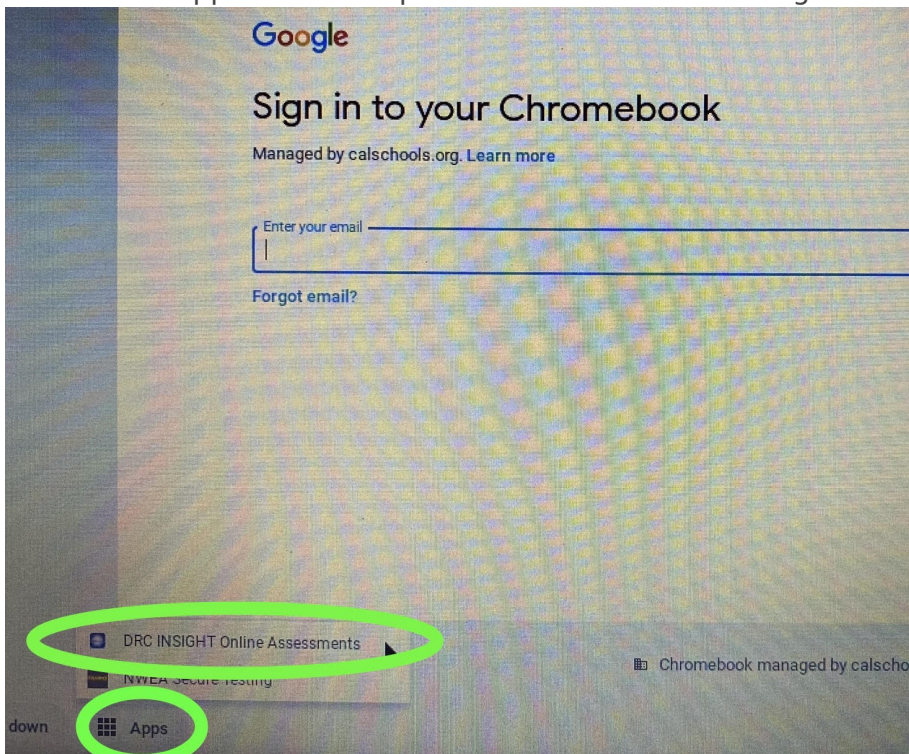 Google
Sign in to your Chromebook
Managed by calschools.org. Learn more
Enter your email
Forgot email?
DRC INSIGHT Online Assessments
NWEA Secure Testing
Chromebook managed by calscho
down
Apps